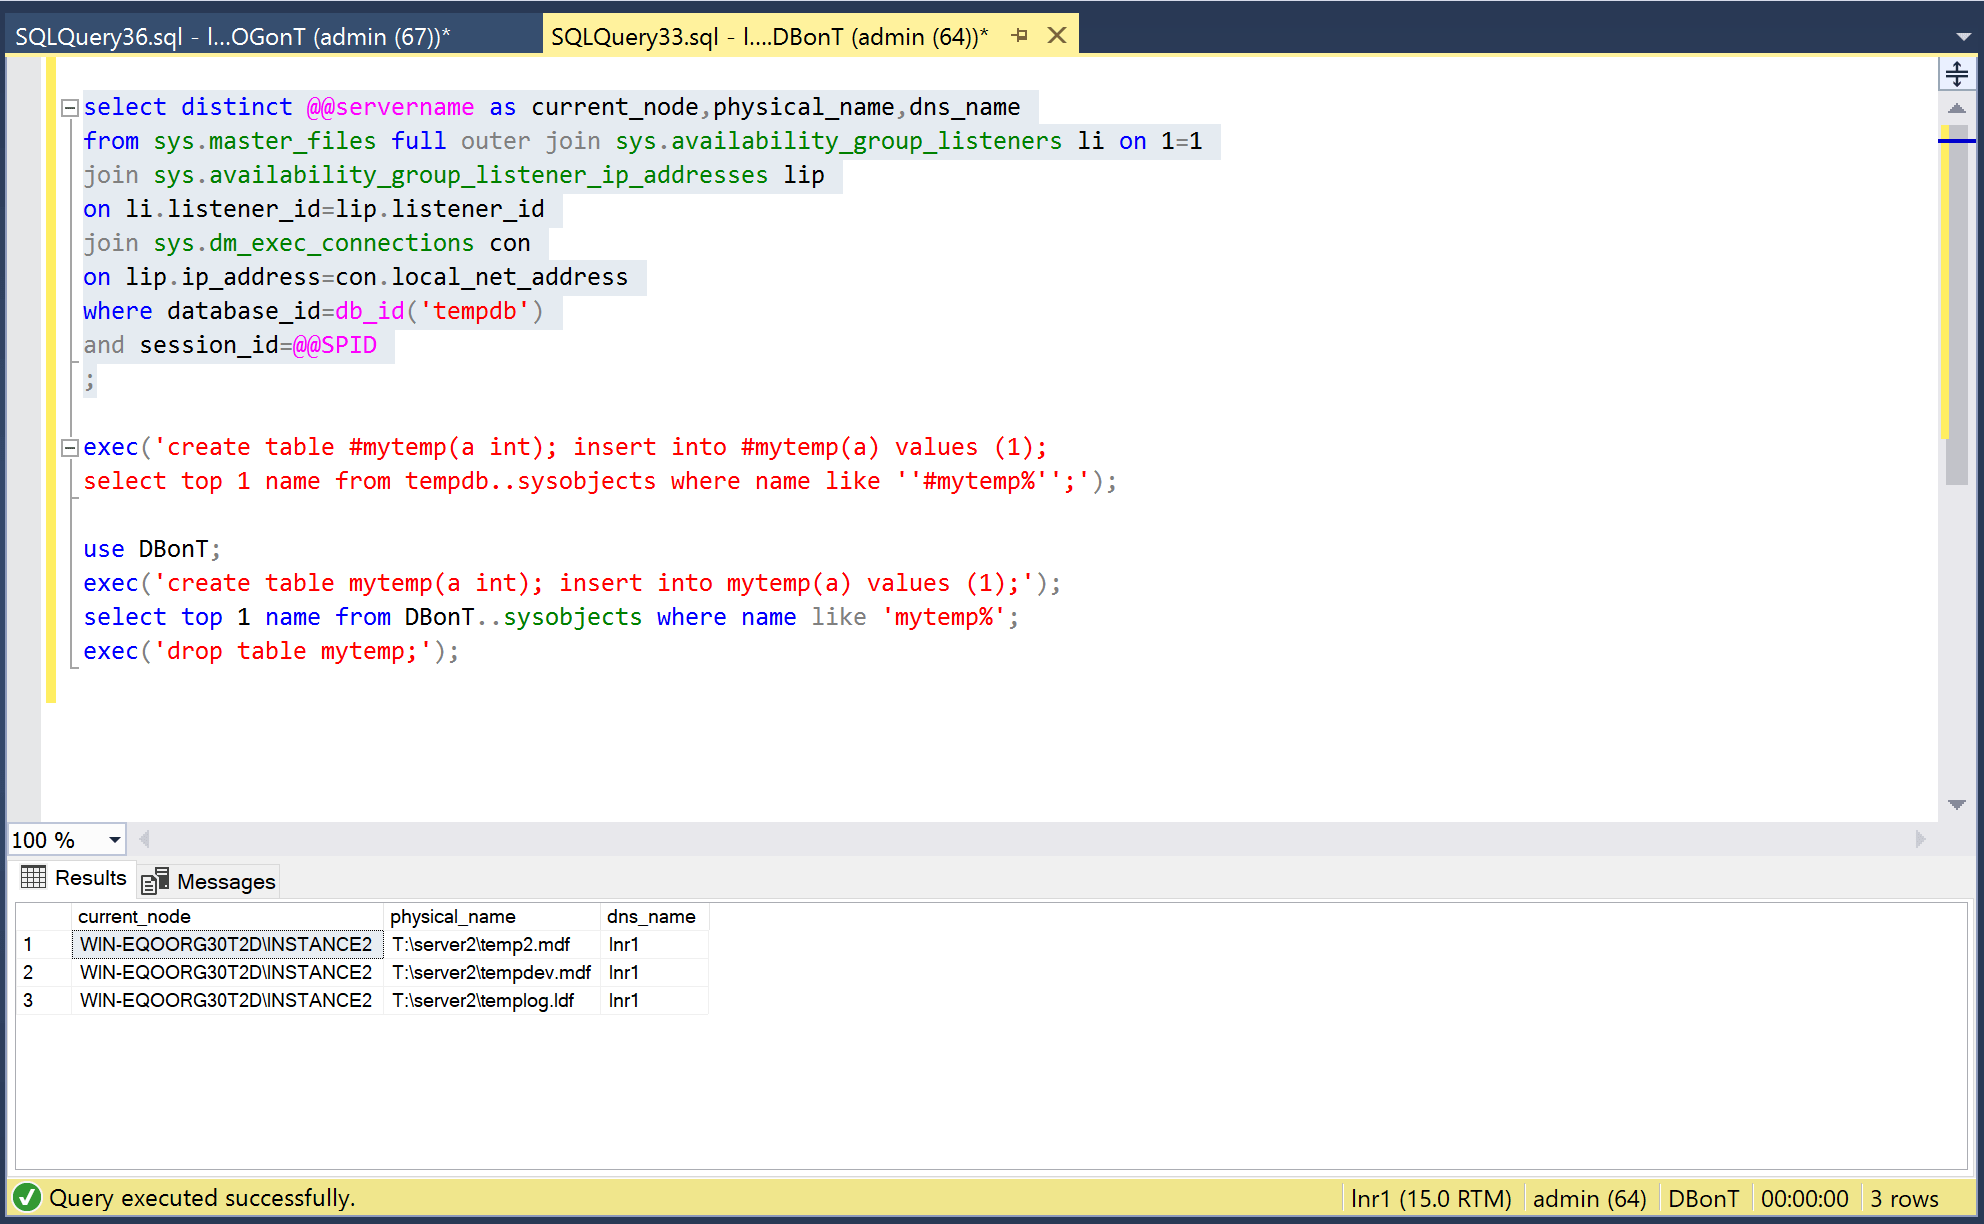 SQLQuery36.sql - l...OGonT (admin (67))*
SQLQuery33.sql - l....DBonT (admin (64))*
select distinct @@servername as current_node,physical_name,dns_name
from sys.master_files full outer join sys.availability_group_listeners li on 1=1
join sys.availability_group_listener_ip_addresses lip
on li.listener_id=lip.listener_id
join sys.dm_exec_connections con
on lip.ip_address=con.local_net_address
where database_id=db_id('tempdb')
and session_id=@@SPID
;
exec('create table #mytemp(a int); insert into #mytemp(a) values (1);
select top 1 name from tempdb..sysobjects where name like ''#mytemp%'';');
use DBonT;
exec('create table mytemp(a int); insert into mytemp(a) values (1);');
select top 1 name from DBonT..sysobjects where name like 'mytemp%';
exec('drop table mytemp;');
100 %
Results Messages
current_node physical_name dns_name
1 WIN-EQOORG30T2D\INSTANCE2 T:\server2\temp2.mdf lnr1
2 WIN-EQOORG30T2D\INSTANCE2 T:\server2\tempdev.mdf lnr1
3 WIN-EQOORG30T2D\INSTANCE2 T:\server2\templog.ldf lnr1
Query executed successfully. lnr1 (15.0 RTM) admin (64) DBonT 00:00:00 3 rows